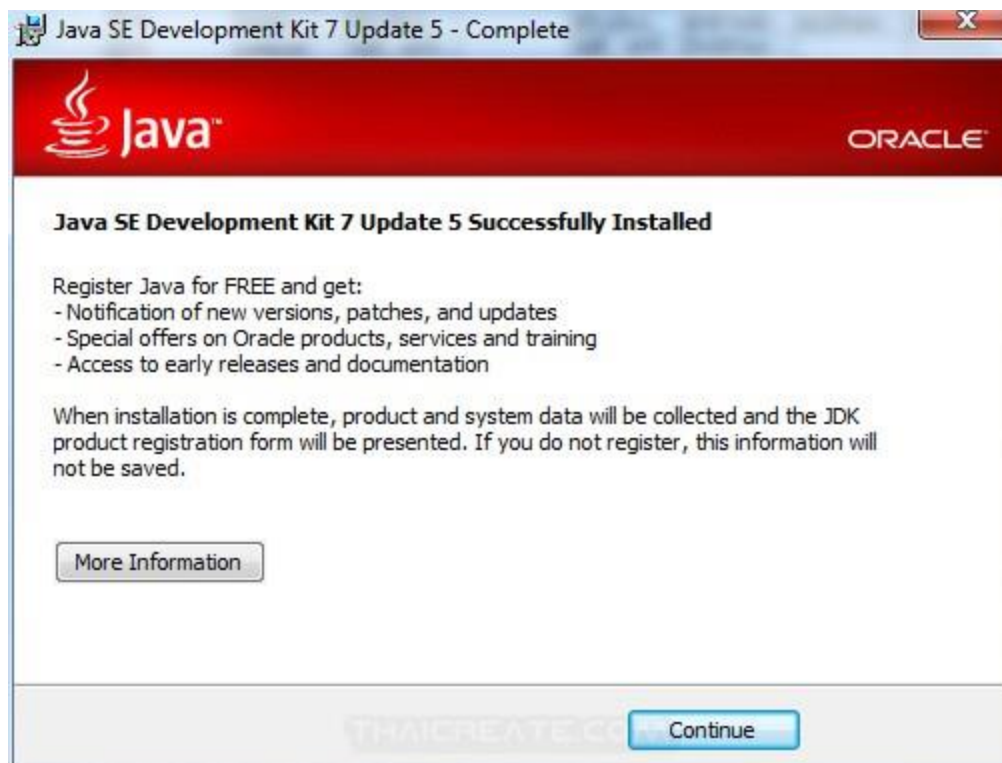 Java SE Development Kit 7 Update 5 - Complete
Java™
ORACLE®
Java SE Development Kit 7 Update 5 Successfully Installed
Register Java for FREE and get:
- Notification of new versions, patches, and updates
- Special offers on Oracle products, services and training
- Access to early releases and documentation
When installation is complete, product and system data will be collected and the JDK
product registration form will be presented. If you do not register, this information will
not be saved.
More Information
THAICREATE.CO
Continue